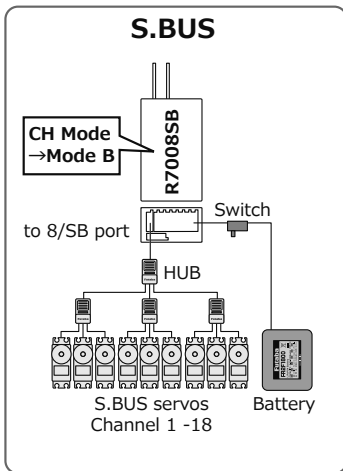 S.BUS
CH Mode
→Mode B
R7008SB
Switch
to 8/SB port
HUB
S.BUS servos
Channel 1 -18
Battery